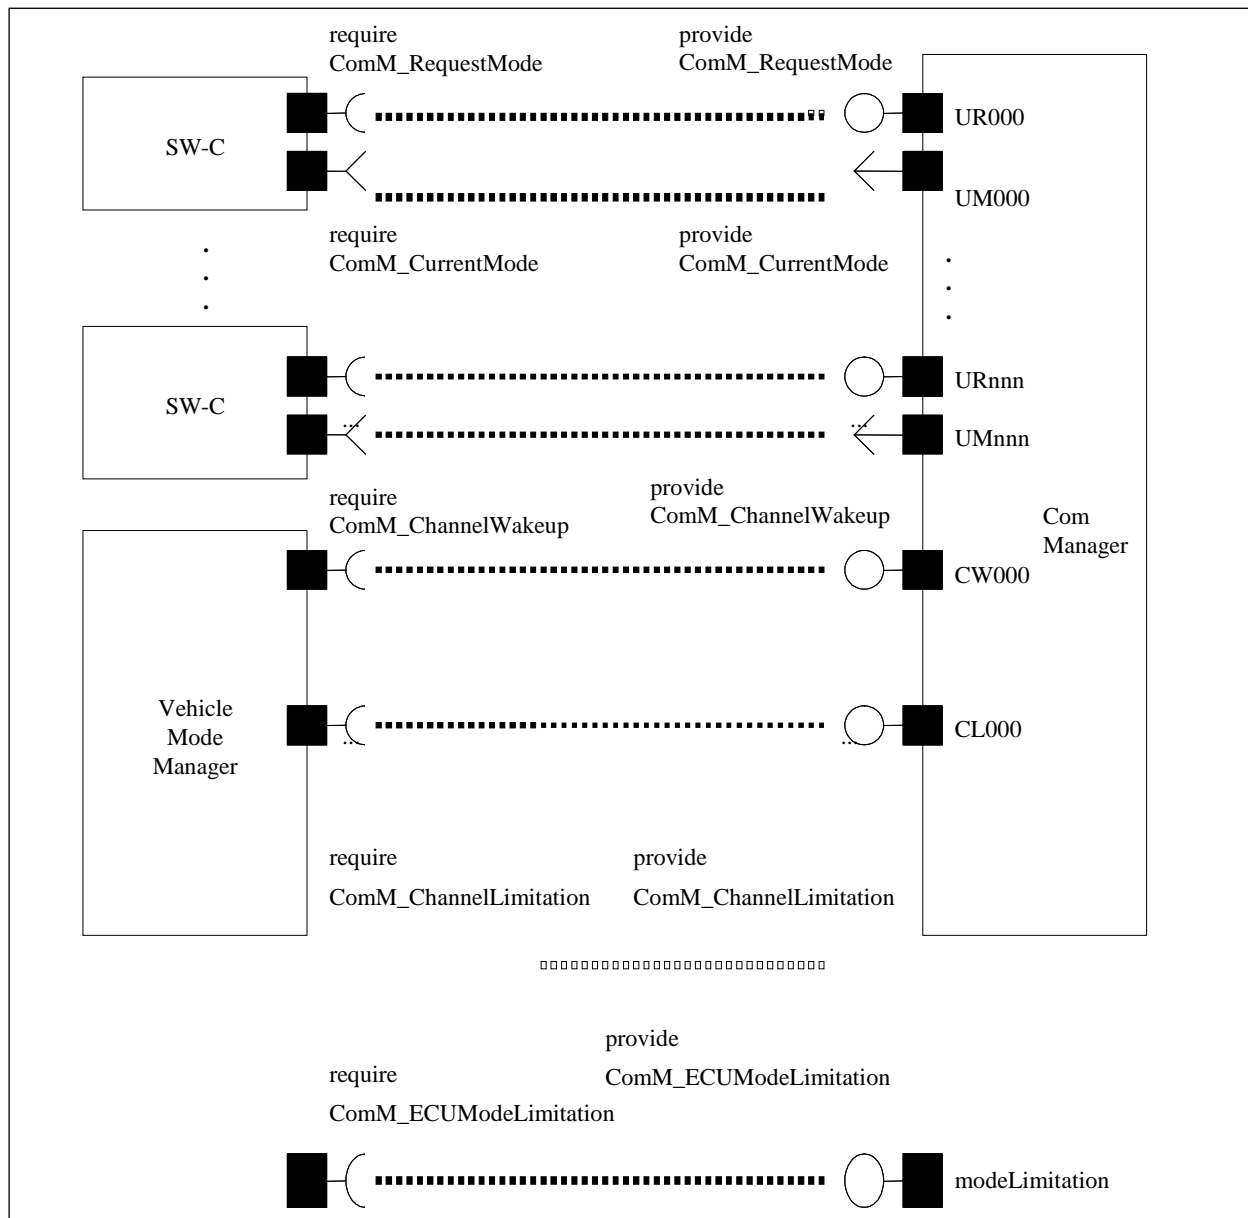 require
ComM_RequestMode
provide
ComM_RequestMode
SW-C
UR000
UM000
require
ComM_CurrentMode
provide
ComM_CurrentMode
SW-C
URnnn
...
...
UMnnn
require
ComM_ChannelWakeup
provide
ComM_ChannelWakeup
Com
Manager
CW000
Vehicle
Mode
Manager
...
...
CL000
require
ComM_ChannelLimitation
provide
ComM_ChannelLimitation
provide
ComM_ECUModeLimitation
require
ComM_ECUModeLimitation
modeLimitation